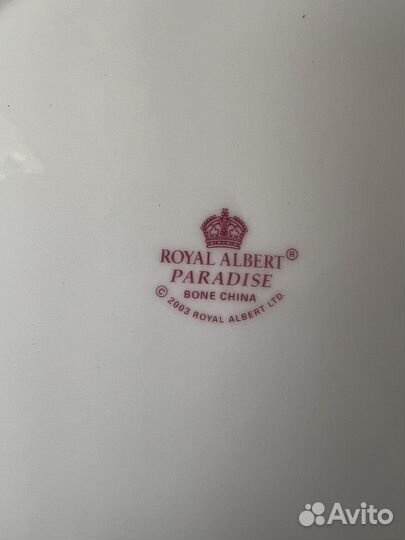 ROYAL ALBERT®
PARADISE
BONE CHINA
© 2003 ROYAL ALBERT LTD.
Avito